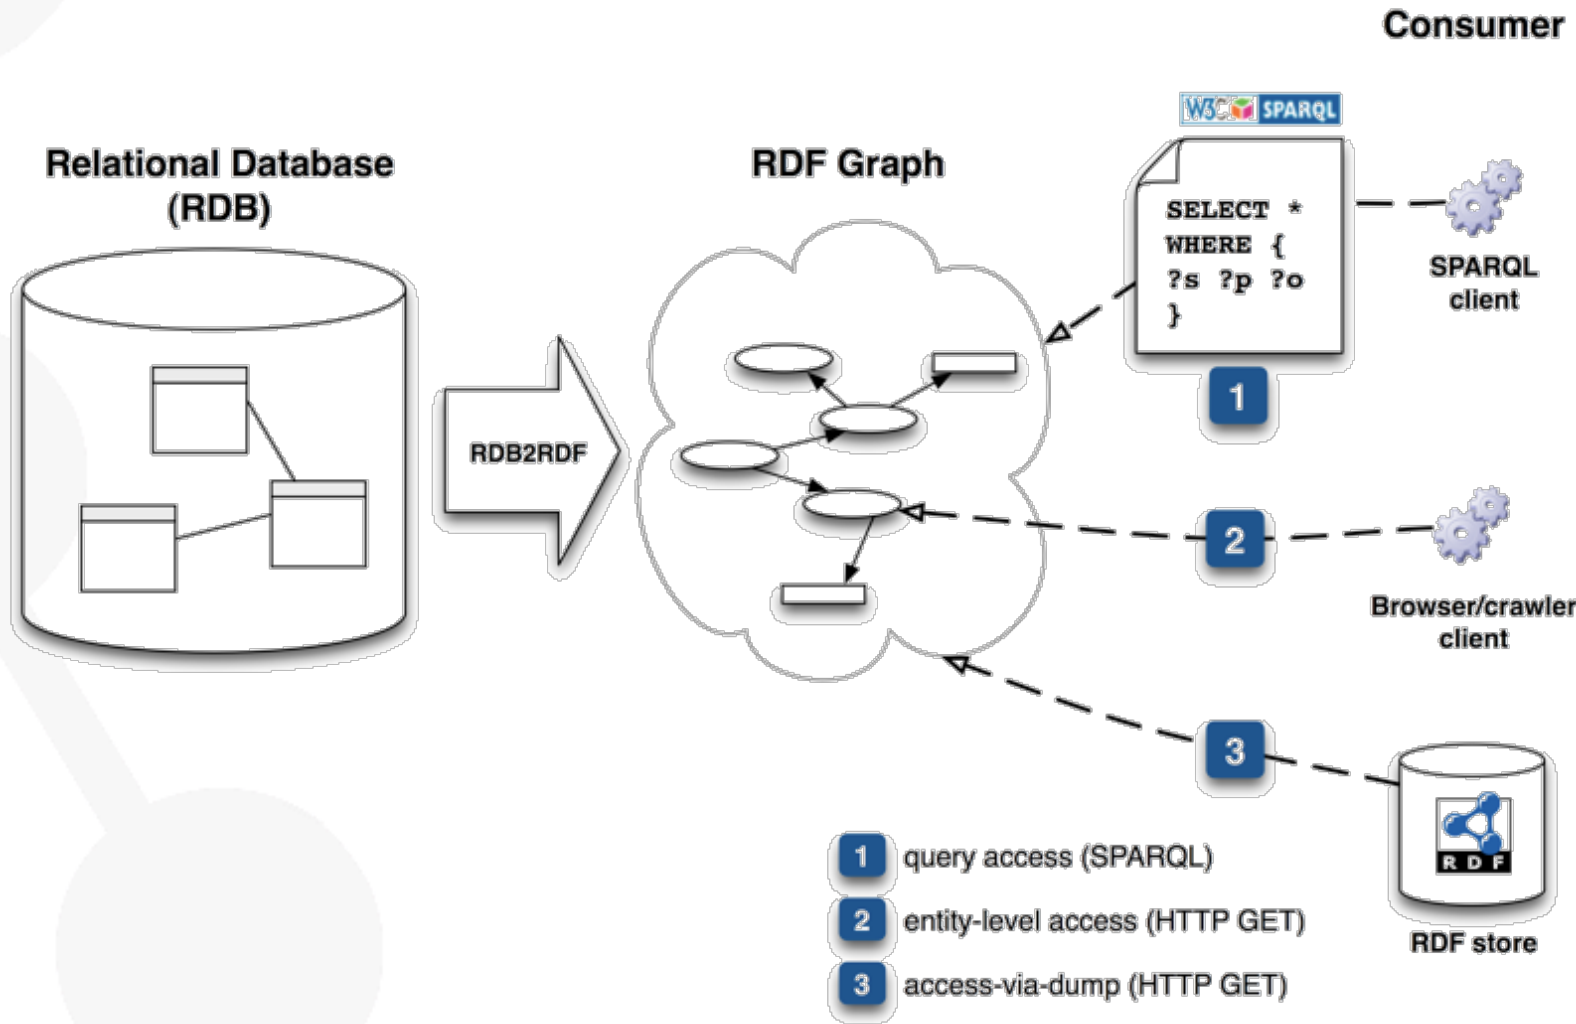 Consumer
Relational Database
(RDB)
RDF Graph
W3C SPARQL
SELECT *
WHERE {
?s ?p ?o
}
SPARQL
client
1
RDB2RDF
2
Browser/crawler
client
3
RDF
RDF store
1 query access (SPARQL)
2 entity-level access (HTTP GET)
3 access-via-dump (HTTP GET)